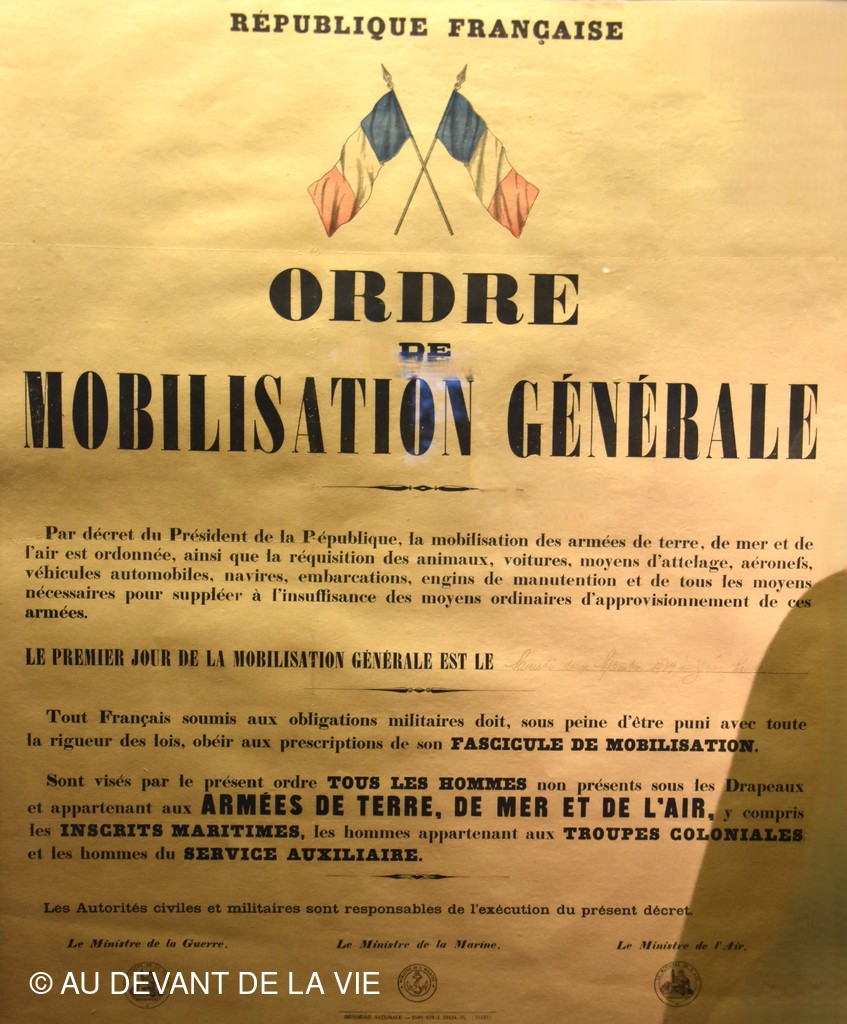 RÉPUBLIQUE FRANÇAISE
ORDRE
DE
MOBILISATION GÉNÉRALE
Par décret du Président de la République, la mobilisation des armées de terre, de mer et de
l'air est ordonnée, ainsi que la réquisition des animaux, voitures, moyens d'attelage, aéronefs,
véhicules automobiles, navires, embarcations, engins de manutention et de tous les moyens
nécessaires pour suppléer à l'insuffisance des moyens ordinaires d'approvisionnement de ces
armées.
LE PREMIER JOUR DE LA MOBILISATION GÉNÉRALE EST LE
Tout Français soumis aux obligations militaires doit, sous peine d'être puni avec toute
la rigueur des lois, obéir aux prescriptions de son FASCICULE DE MOBILISATION.
Sont visés par le présent ordre TOUS LES HOMMES non présents sous les Drapeaux
et appartenant aux ARMÉES DE TERRE, DE MER ET DE L'AIR, y compris
les INSCRITS MARITIMES, les hommes appartenant aux TROUPES COLONIALES
et les hommes du SERVICE AUXILIAIRE.
Les Autorités civiles et militaires sont responsables de l'exécution du présent décret.
Le Ministre de la Guerre, Le Ministre de la Marine, Le Ministre de l'Air,
© AU DEVANT DE LA VIE
IMPRIMERIE NATIONALE